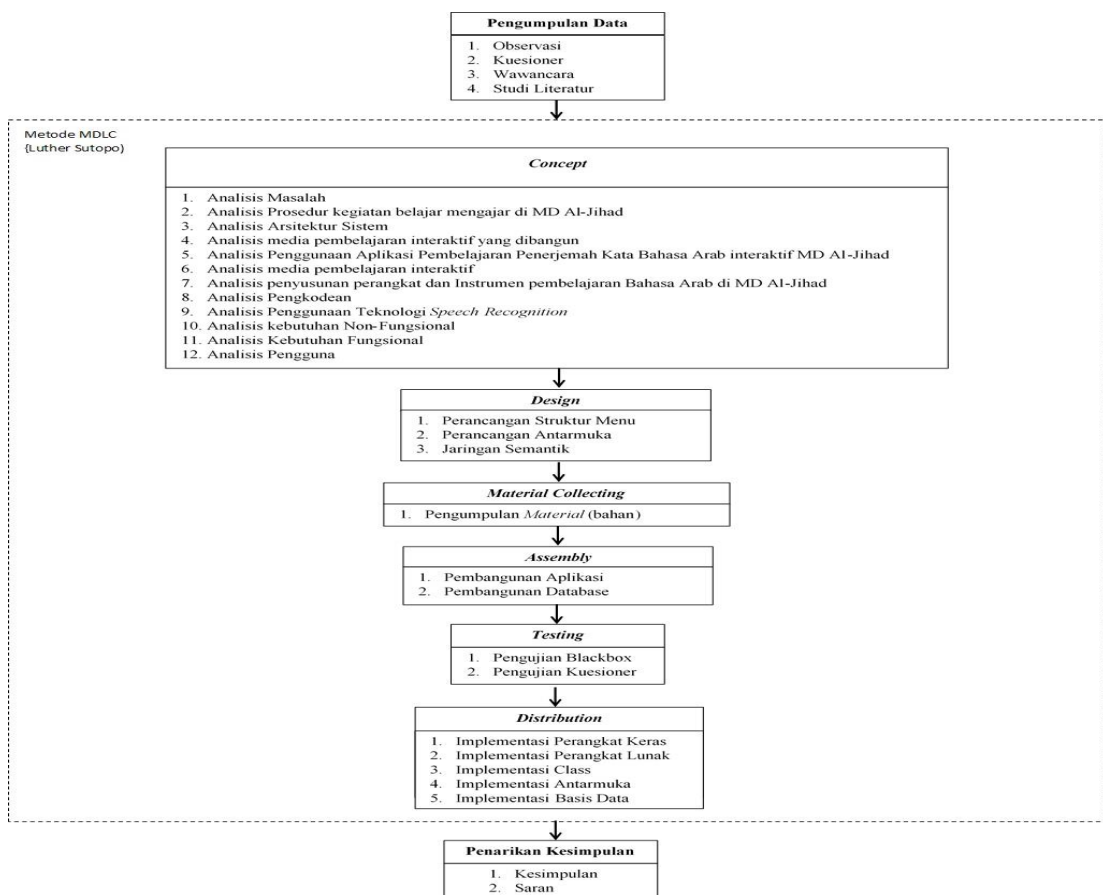 Pengumpulan Data
1. Observasi
2. Kuesioner
3. Wawancara
4. Studi Literatur
Metode MDLC
(Luther Sutopo)
Concept
1. Analisis Masalah
2. Analisis Prosedur kegiatan belajar mengajar di MD Al-Jihad
3. Analisis Arsitektur Sistem
4. Analisis media pembelajaran interaktif yang dibangun
5. Analisis Penggunaan Aplikasi Pembelajaran Penerjemah Kata Bahasa Arab interaktif MD Al-Jihad
6. Analisis media pembelajaran interaktif
7. Analisis penyusunan perangkat dan Instrumen pembelajaran Bahasa Arab di MD Al-Jihad
8. Analisis Pengkodean
9. Analisis Penggunaan Teknologi Speech Recognition
10. Analisis kebutuhan Non-Fungsional
11. Analisis Kebutuhan Fungsional
12. Analisis Pengguna
Design
1. Perancangan Struktur Menu
2. Perancangan Antarmuka
3. Jaringan Semantik
Material Collecting
1. Pengumpulan Material (bahan)
Assembly
1. Pembangunan Aplikasi
2. Pembangunan Database
Testing
1. Pengujian Blackbox
2. Pengujian Kuesioner
Distribution
1. Implementasi Perangkat Keras
2. Implementasi Perangkat Lunak
3. Implementasi Class
4. Implementasi Antarmuka
5. Implementasi Basis Data
Penarikan Kesimpulan
1. Kesimpulan
2. Saran